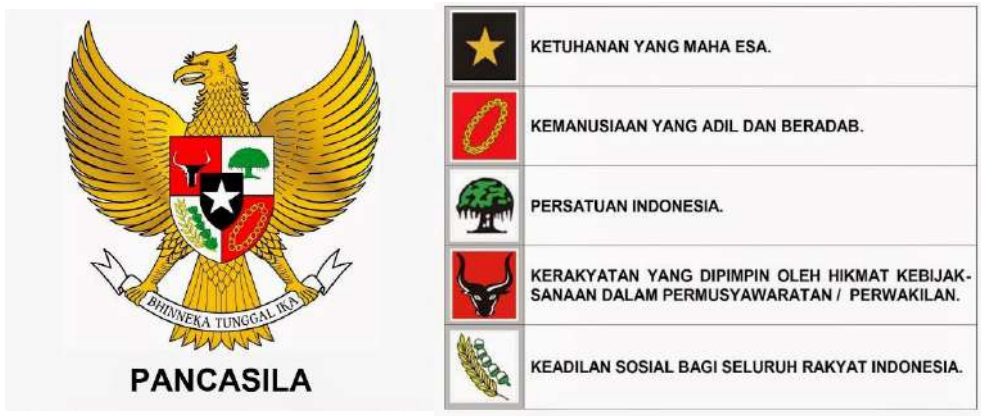 BHINNEKA TUNGGAL IKA
PANCASILA
KETUHANAN YANG MAHA ESA.
KEMANUSIAAN YANG ADIL DAN BERADAB.
PERSATUAN INDONESIA.
KERAKYATAN YANG DIPIMPIN OLEH HIKMAT KEBIJAK-
SANAAN DALAM PERMUSYAWARATAN / PERWAKILAN.
KEADILAN SOSIAL BAGI SELURUH RAKYAT INDONESIA.